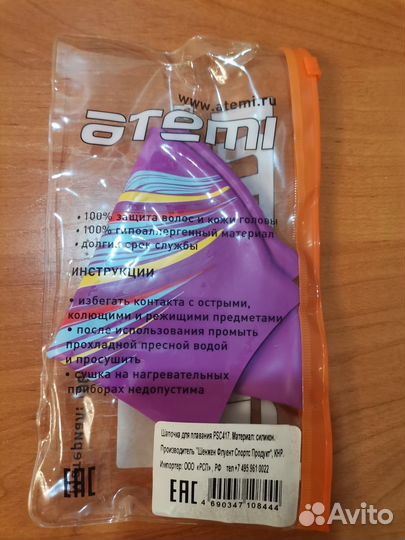 www.atemi.ru
atemi
• 100% защита волос и кожи головы
• 100% гипоаллергенный материал
• долгий срок службы
ИНСТРУКЦИИ
• избегать контакта с острыми,
колющими и режищими предметами
• после использования промыть
прохладной пресной водой
и просушить
• сушка на нагревательных
приборах недопустима
Шапочка для плавания PSC417. Материал: силикон.
Производитель "Шенжен Флуент Спортс Продукт", КНР.
Импортер: ООО «РСЛ», РФ тел +7 495 961 0022
EAC
4 690347 108444
EAC
Avito